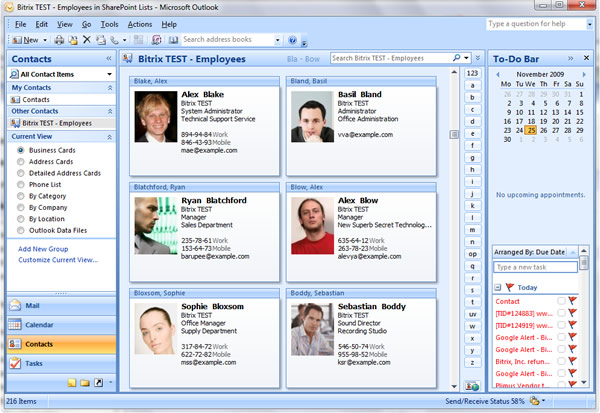 Bitrix TEST - Employees in SharePoint Lists - Microsoft Outlook
File Edit View Go Tools Actions Help
Type a question for help
New
Search address books
Contacts
All Contact Items
My Contacts
Contacts
Other Contacts
Bitrix TEST - Employees
Current View
Business Cards
Address Cards
Detailed Address Cards
Phone List
By Category
By Company
By Location
Outlook Data Files
Add New Group
Customize Current View...
Mail
Calendar
Contacts
Tasks
Bitrix TEST - Employees
Bla - Bow
Search Bitrix TEST - Employees
Blake, Alex
Alex Blake
Bitrix TEST
System Administrator
Technical Support Service
894-94-84 Work
846-43-93 Mobile
mae@example.com
Bland, Basil
Basil Bland
Bitrix TEST
Administrator
Office Administration
vva@example.com
Blatchford, Ryan
Ryan Blatchford
Bitrix TEST
Manager
Sales Department
235-78-61 Work
153-64-73 Mobile
barupee@example.com
Blow, Alex
Alex Blow
Bitrix TEST
Manager
New Superb Secret Technolog...
635-64-12 Work
263-78-23 Mobile
alevya@example.com
Bloxsom, Sophie
Sophie Bloxsom
Bitrix TEST
Office Manager
Supply Department
317-84-72 Work
622-72-82 Mobile
mss@example.com
Boddy, Sebastian
Sebastian Boddy
Bitrix TEST
Sound Director
Recording Studio
546-50-74 Work
955-98-52 Mobile
ksr@example.com
123
a
b
c
d
e
f
g
h
i
j
k
l
m
n
o
p
q
r
s
t
uv
w
x
y
z
To-Do Bar
November 2009
Mo Tu We Th Fr Sa Su
26 27 28 29 30 31 1
2 3 4 5 6 7 8
9 10 11 12 13 14 15
16 17 18 19 20 21 22
23 24 25 26 27 28 29
30 1 2 3 4 5 6
No upcoming appointments.
Arranged By: Due Date
Type a new task
Today
Contact
[TID#124883] ww...
[TID#124919] ww...
Google Alert - Bi...
Bitrix, Inc. refun...
Google Alert - Bi...
Google Alert - Bi...
Plimus Vendor t...
216 Items
Send/Receive Status 58%